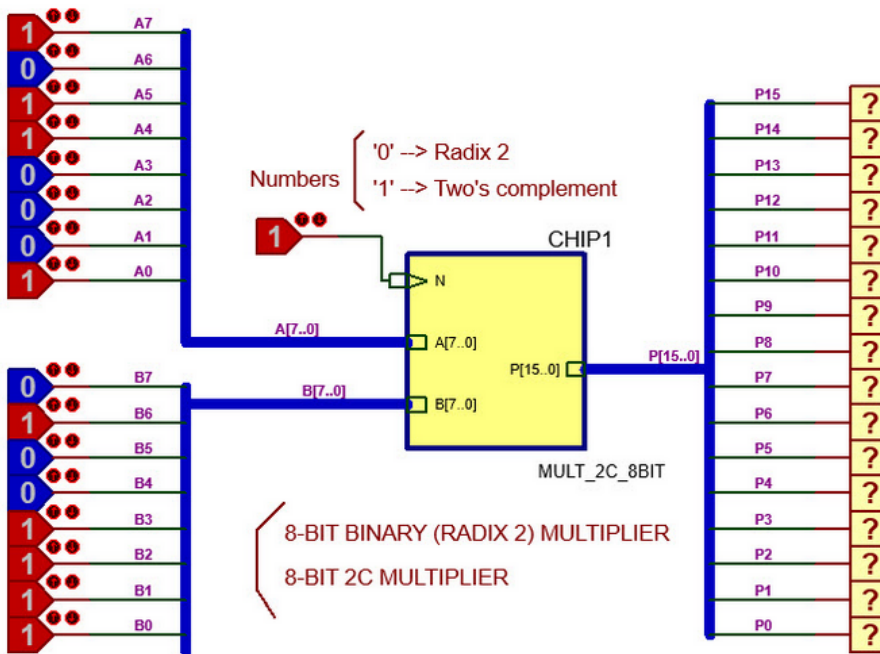 1 A7
0 A6
1 A5
1 A4
0 A3
0 A2
0 A1
1 A0
Numbers
'0' --> Radix 2
'1' --> Two's complement
1
CHIP1
N
A[7..0] A[7..0]
B[7..0] B[7..0]
P[15..0] P[15..0]
MULT_2C_8BIT
0 B7
1 B6
0 B5
0 B4
1 B3
1 B2
1 B1
1 B0
8-BIT BINARY (RADIX 2) MULTIPLIER
8-BIT 2C MULTIPLIER
P15 ?
P14 ?
P13 ?
P12 ?
P11 ?
P10 ?
P9 ?
P8 ?
P7 ?
P6 ?
P5 ?
P4 ?
P3 ?
P2 ?
P1 ?
P0 ?